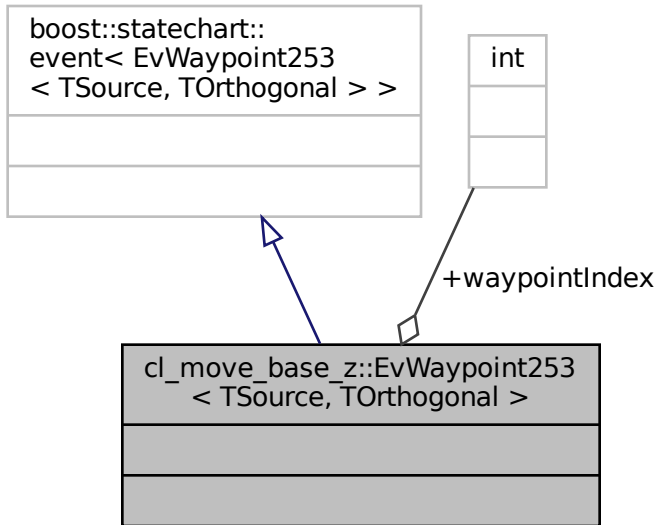 boost::statechart::
event< EvWaypoint253
< TSource, TOrthogonal > >
int
+waypointIndex
cl_move_base_z::EvWaypoint253
< TSource, TOrthogonal >